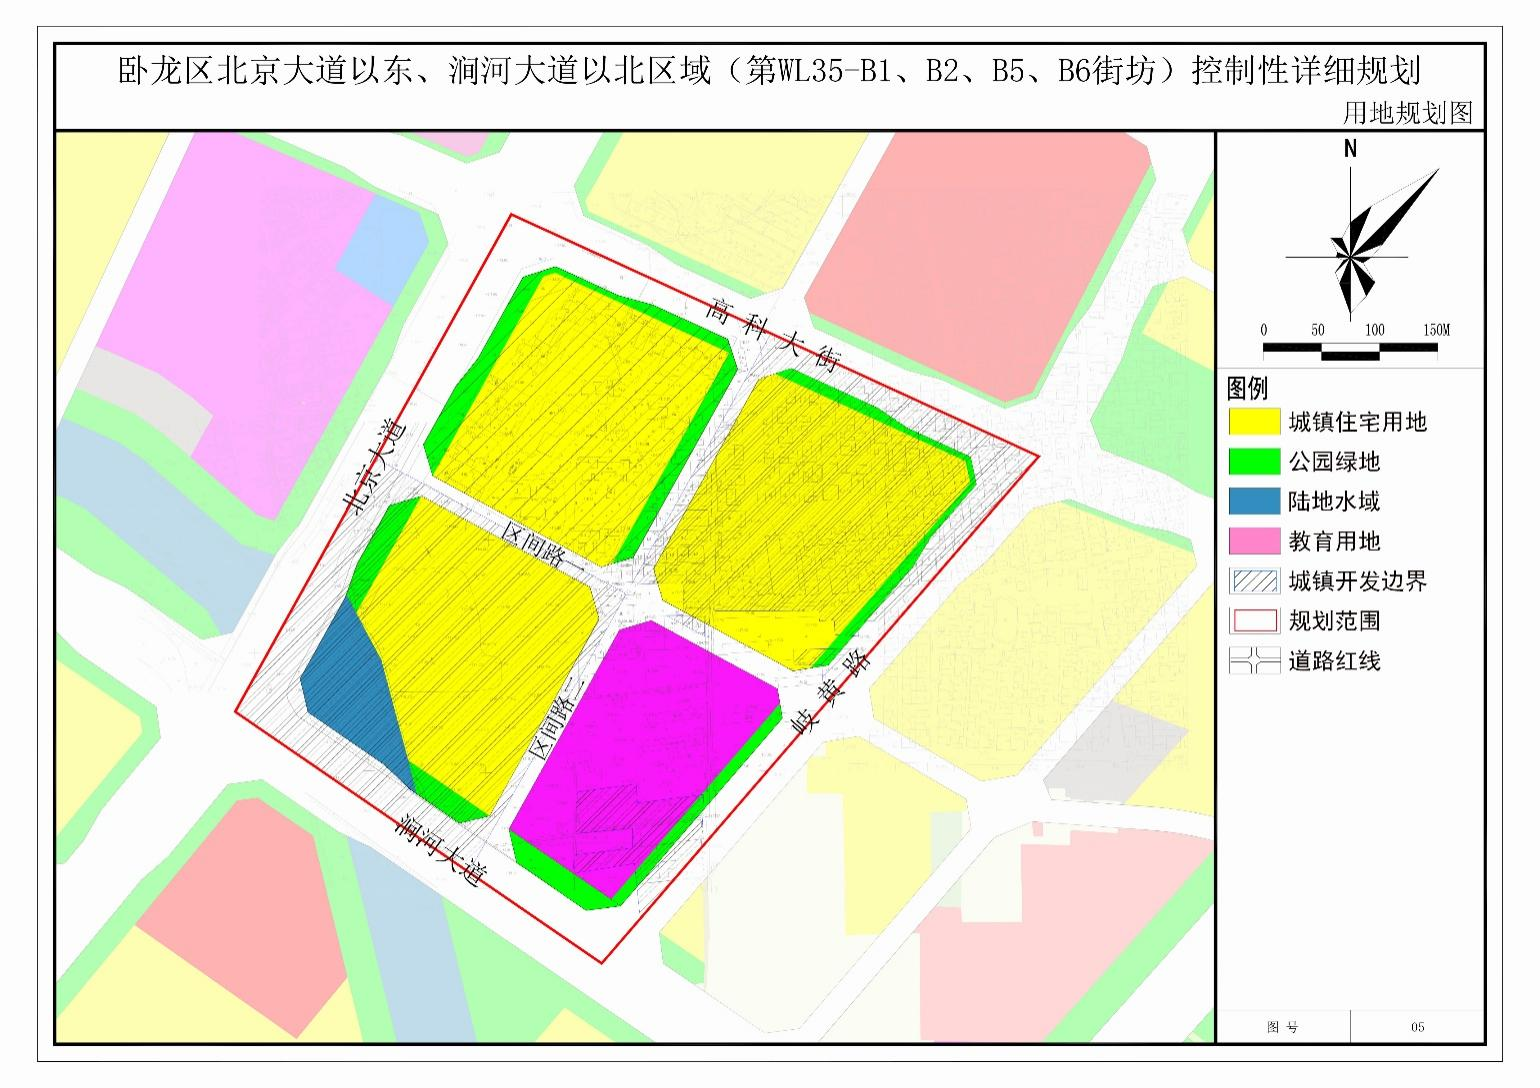 卧龙区北京大道以东、涧河大道以北区域（第WL35-B1、B2、B5、B6街坊）控制性详细规划
用地规划图
N
0 50 100 150M
图例
城镇住宅用地
公园绿地
陆地水域
教育用地
城镇开发边界
规划范围
道路红线
高科大街
北京大道
区间路一
区间路二
岐黄路
涧河大道
图号 05